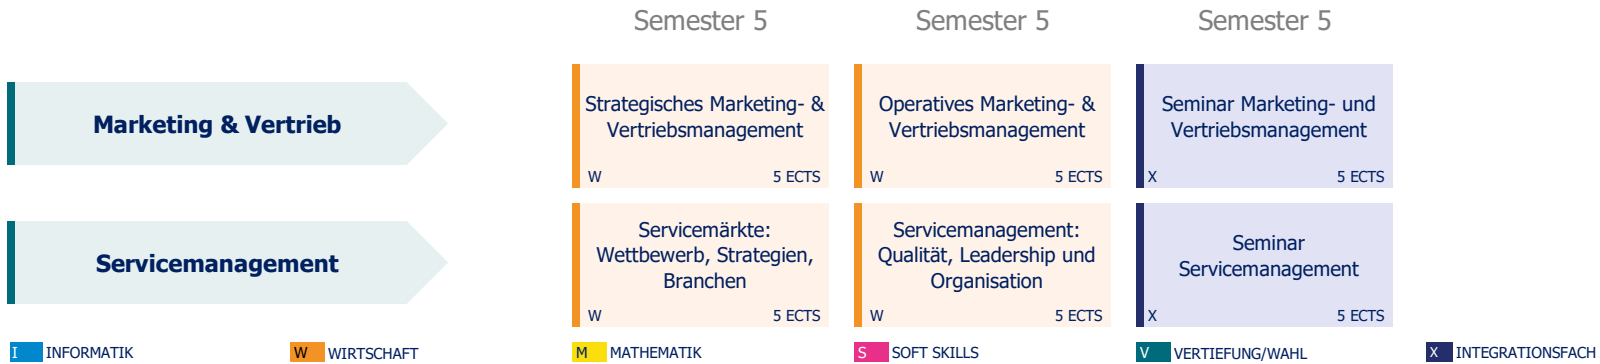 Semester 5 Semester 5 Semester 5
Marketing & Vertrieb
Strategisches Marketing- &
Vertriebsmanagement
W 5 ECTS
Operatives Marketing- &
Vertriebsmanagement
W 5 ECTS
Seminar Marketing- und
Vertriebsmanagement
X 5 ECTS
Servicemanagement
Servicemärkte:
Wettbewerb, Strategien,
Branchen
W 5 ECTS
Servicemanagement:
Qualität, Leadership und
Organisation
W 5 ECTS
Seminar
Servicemanagement
X 5 ECTS
I INFORMATIK W WIRTSCHAFT M MATHEMATIK S SOFT SKILLS V VERTIEFUNG/WAHL X INTEGRATIONSFACH